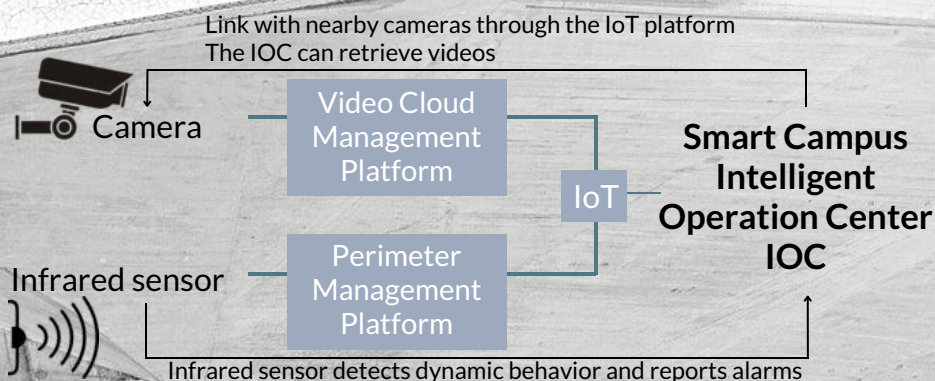 Link with nearby cameras through the IoT platform
The IOC can retrieve videos
Camera
Video Cloud
Management
Platform
IoT
Smart Campus
Intelligent
Operation Center
IOC
Infrared sensor
Perimeter
Management
Platform
Infrared sensor detects dynamic behavior and reports alarms